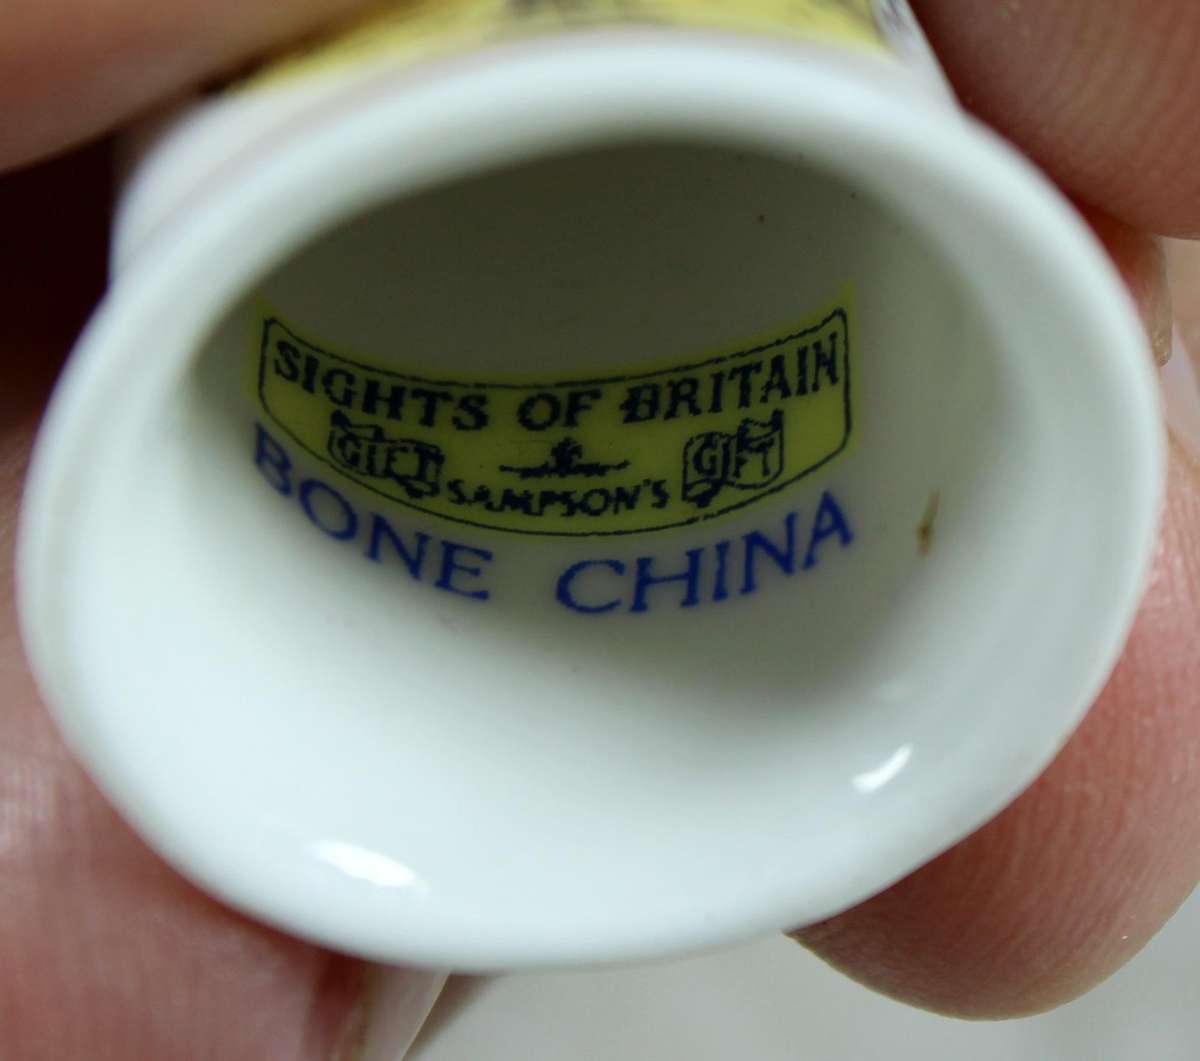 SIGHTS OF BRITAIN
GIFT GIFT
SAMPSON'S
BONE CHINA